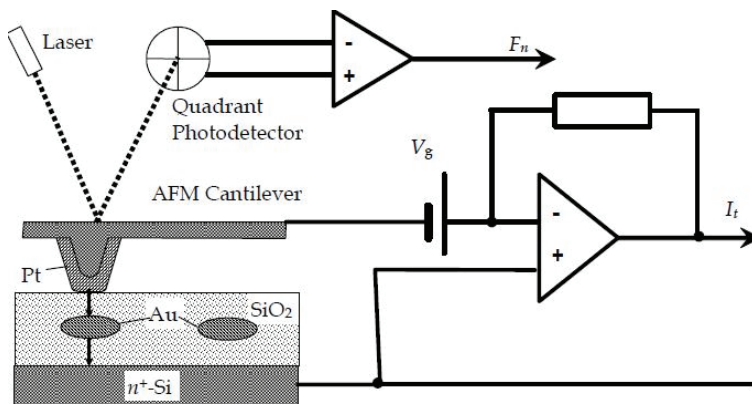 Laser
Quadrant
Photodetector
-
+
Fn
AFM Cantilever
Vg
-
+
It
Pt
Au
SiO2
n+-Si